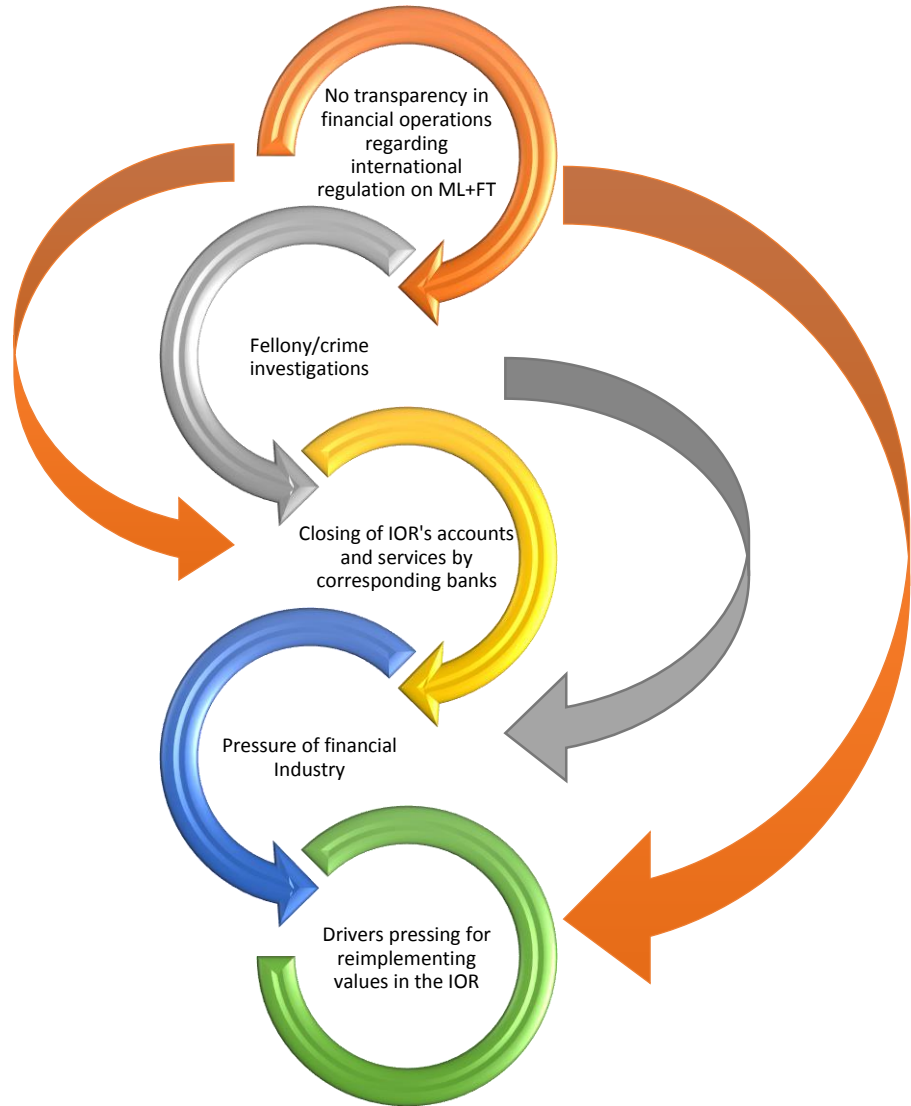 No transparency in
financial operations
regarding
international
regulation on ML+FT
Fellony/crime
investigations
Closing of IOR's accounts
and services by
corresponding banks
Pressure of financial
Industry
Drivers pressing for
reimplementing
values in the IOR